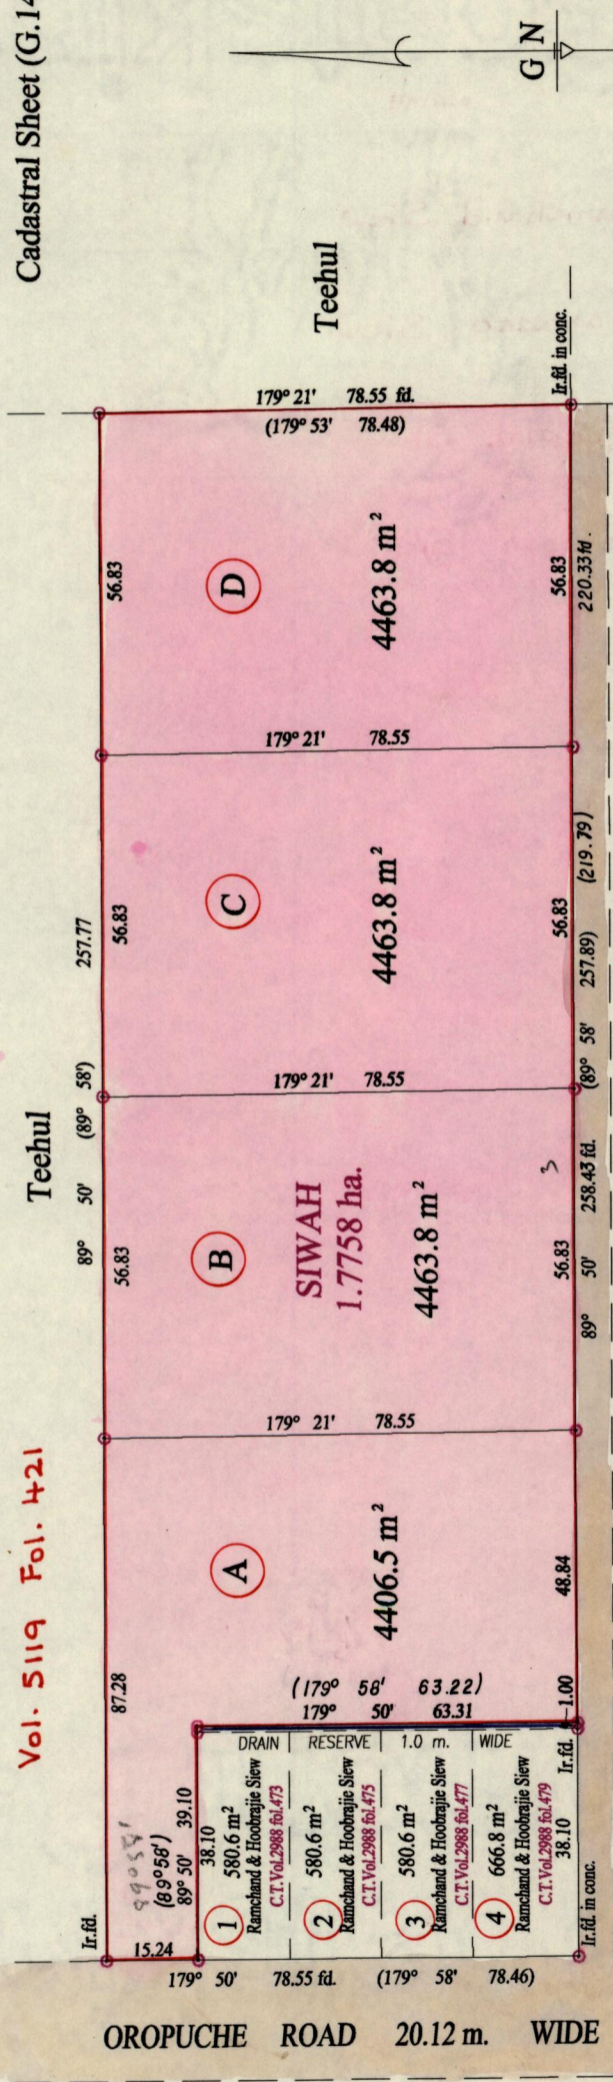 Cadastral Sheet (G.14
G N
Vol. 5119 Fol. 421
Teehul
Teehul
89° 50' (89° 58') 257.77
87.28
56.83
56.83
56.83
Ir.fd.
15.24
(89°58')
89° 50' 39.10
38.10
A
B
C
D
179° 21' 78.55
179° 21' 78.55
179° 21' 78.55
179° 21' 78.55 fd.
(179° 53' 78.48)
SIWAH
1.7758 ha.
4406.5 m²
4463.8 m²
4463.8 m²
4463.8 m²
(179° 58' 63.22)
179° 50' 63.31
DRAIN RESERVE 1.0 m. WIDE
1
580.6 m²
Ramchand & Hoobrajie Siew
C.T.Vol.2988 fol.473
2
580.6 m²
Ramchand & Hoobrajie Siew
C.T.Vol.2988 fol.475
3
580.6 m²
Ramchand & Hoobrajie Siew
C.T.Vol.2988 fol.477
4
666.8 m²
Ramchand & Hoobrajie Siew
C.T.Vol.2988 fol.479
38.10
Ir.fd.
1.00
48.84
56.83
56.83
56.83
3
Ir.fd. in conc.
Ir.fd. in conc.
89° 50' 258.43 fd. (89° 58' 257.89) (219.79) 220.33fd.
179° 50' 78.55 fd. (179° 58' 78.46)
OROPUCHE ROAD 20.12 m. WIDE